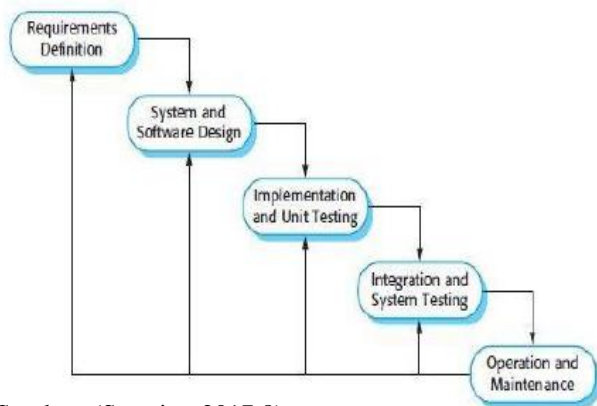 Requirements
Definition
System and
Software Design
Implementation
and Unit Testing
Integration and
System Testing
Operation and
Maintenance